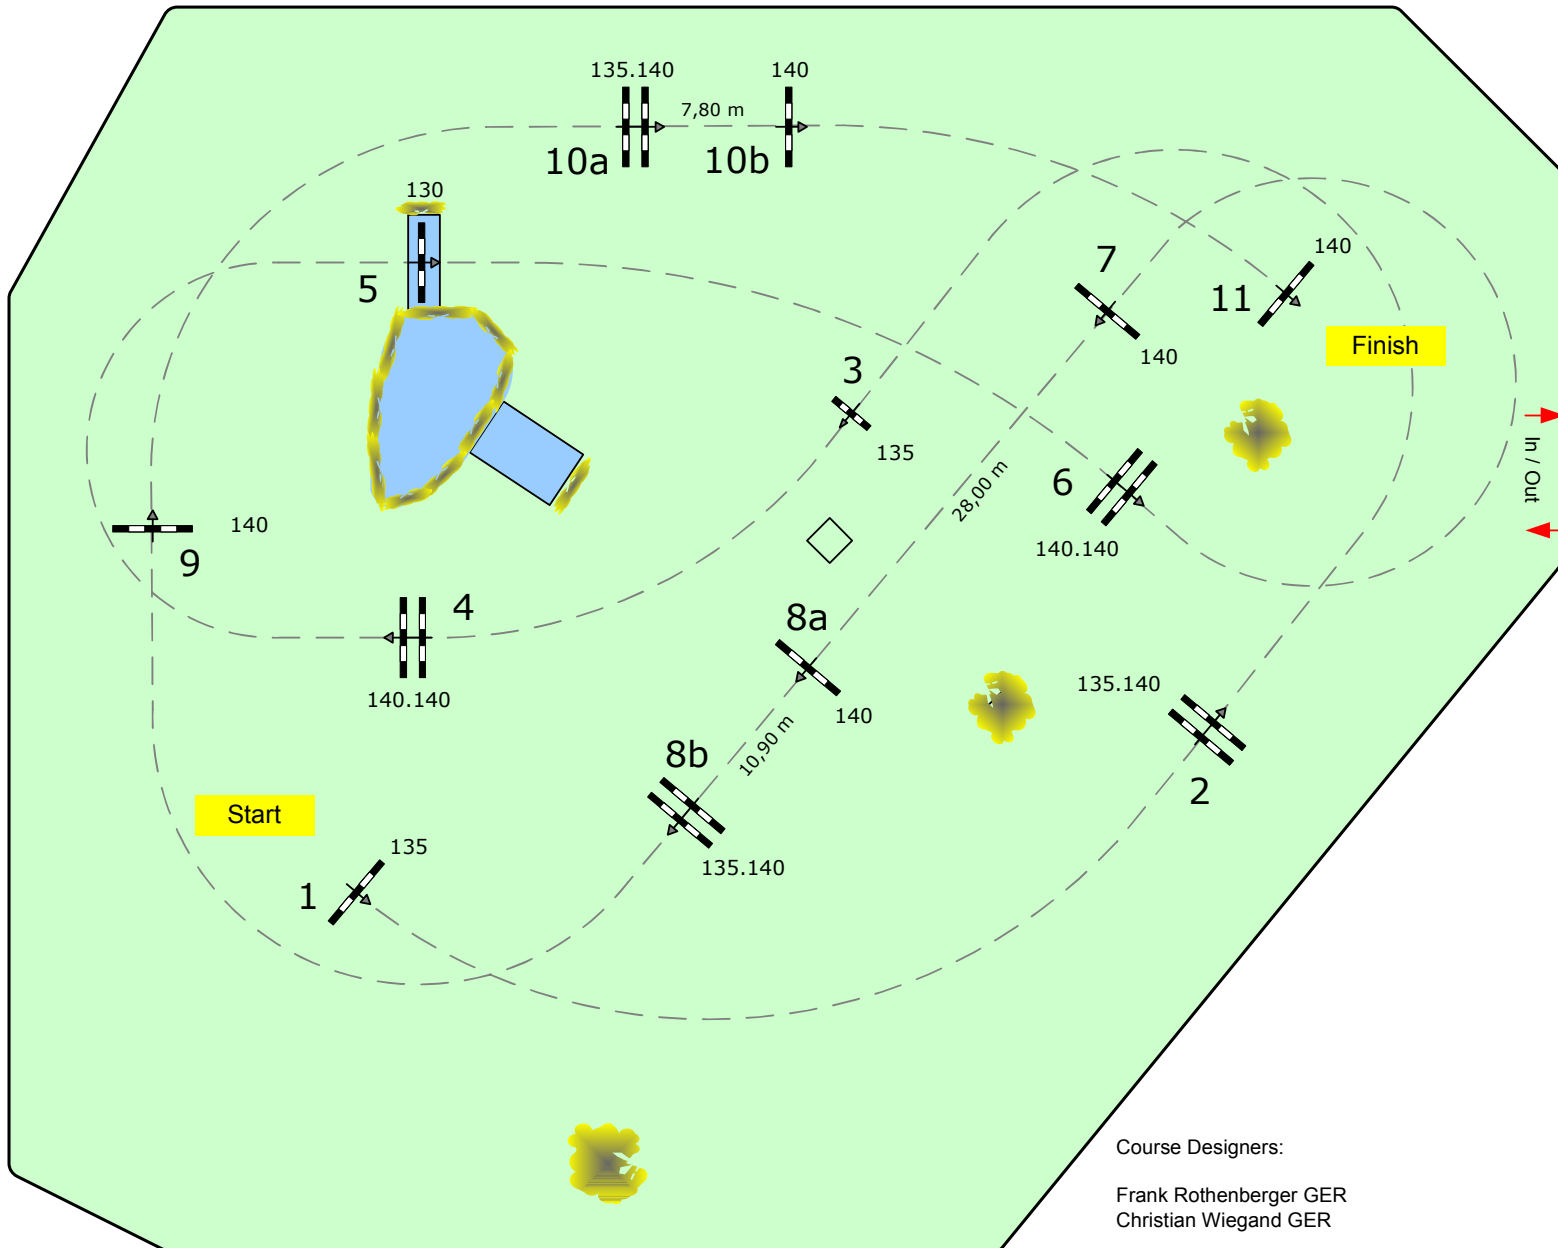 135.140
140
7,80 m
10a
10b
130
5
7
140
11
140
Finish
3
135
In / Out
6
28,00 m
140.140
9
140
4
140.140
8a
140
10,90 m
135.140
2
8b
135.140
Start
135
1
Course Designers:
Frank Rothenberger GER
Christian Wiegand GER